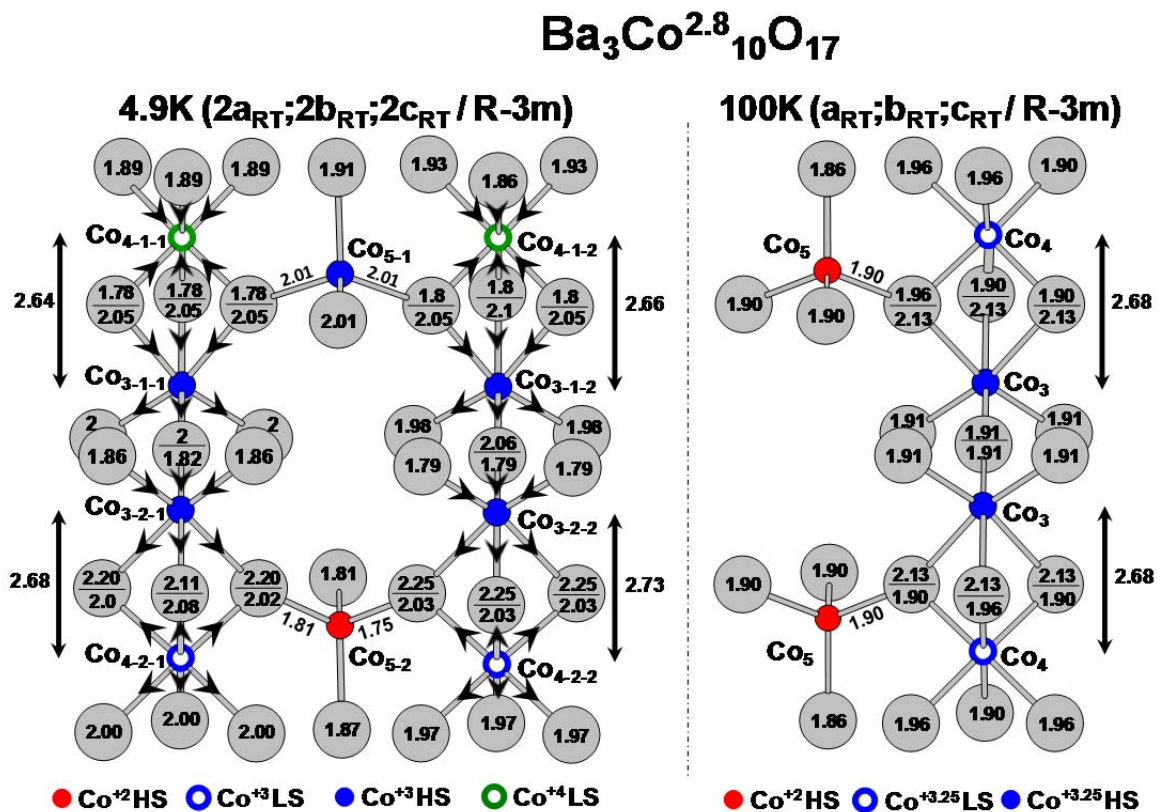 Ba3Co2.810O17
4.9K (2aRT;2bRT;2cRT / R-3m)
100K (aRT;bRT;cRT / R-3m)
1.89 1.89 1.89 1.91 1.93 1.86 1.93
1.86 1.96 1.96 1.90
Co4-1-1 Co5-1 Co4-1-2
Co5 Co4
2.01 2.01
1.90
2.64 2.66
2.68
1.78 1.78 1.78 1.8 1.8 1.8
2.05 2.05 2.05 2.01 2.05 2.1 2.05
1.90 1.90 1.96 1.90 1.90
2.13 2.13 2.13
Co3-1-1 Co3-1-2
Co3
2 2 2 1.98 2.06 1.98
1.86 1.82 1.86 1.79 1.79 1.79
1.91 1.91 1.91
1.91 1.91 1.91
Co3-2-1 Co3-2-2
Co3
2.68 2.73
2.68
2.20 2.11 2.20 1.81 2.25 2.25 2.25
2.0 2.08 2.02 2.03 2.03 2.03
1.90 1.90 2.13 2.13 2.13
1.90 1.96 1.90
1.81 1.75
1.90
Co4-2-1 Co5-2 Co4-2-2
Co5 Co4
2.00 2.00 2.00 1.87 1.97 1.97 1.97
1.86 1.96 1.90 1.96
Co+2HS Co+3LS Co+3HS Co+4LS
Co+2HS Co+3.25LS Co+3.25HS